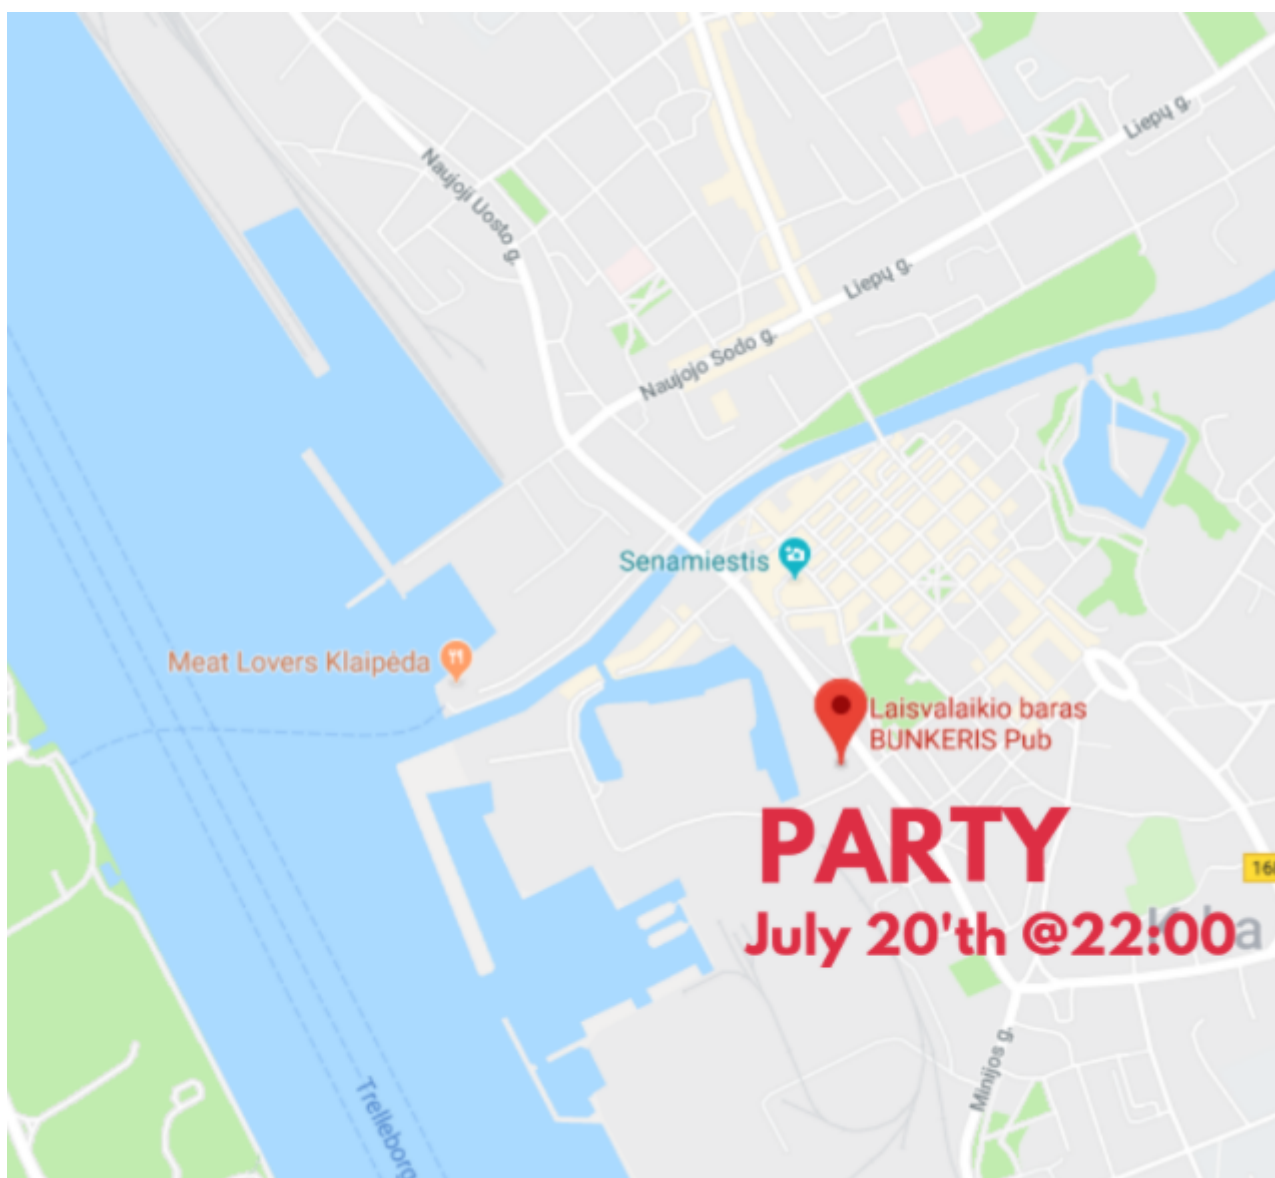 Liepų g.
Naujoji Uosto g.
Liepų g.
Naujojo Sodo g.
Senamiestis
Meat Lovers Klaipėda
Laisvalaikio baras
BUNKERIS Pub
PARTY
16
July 20'th @22:00
a
Minijos g.
Trelleborg